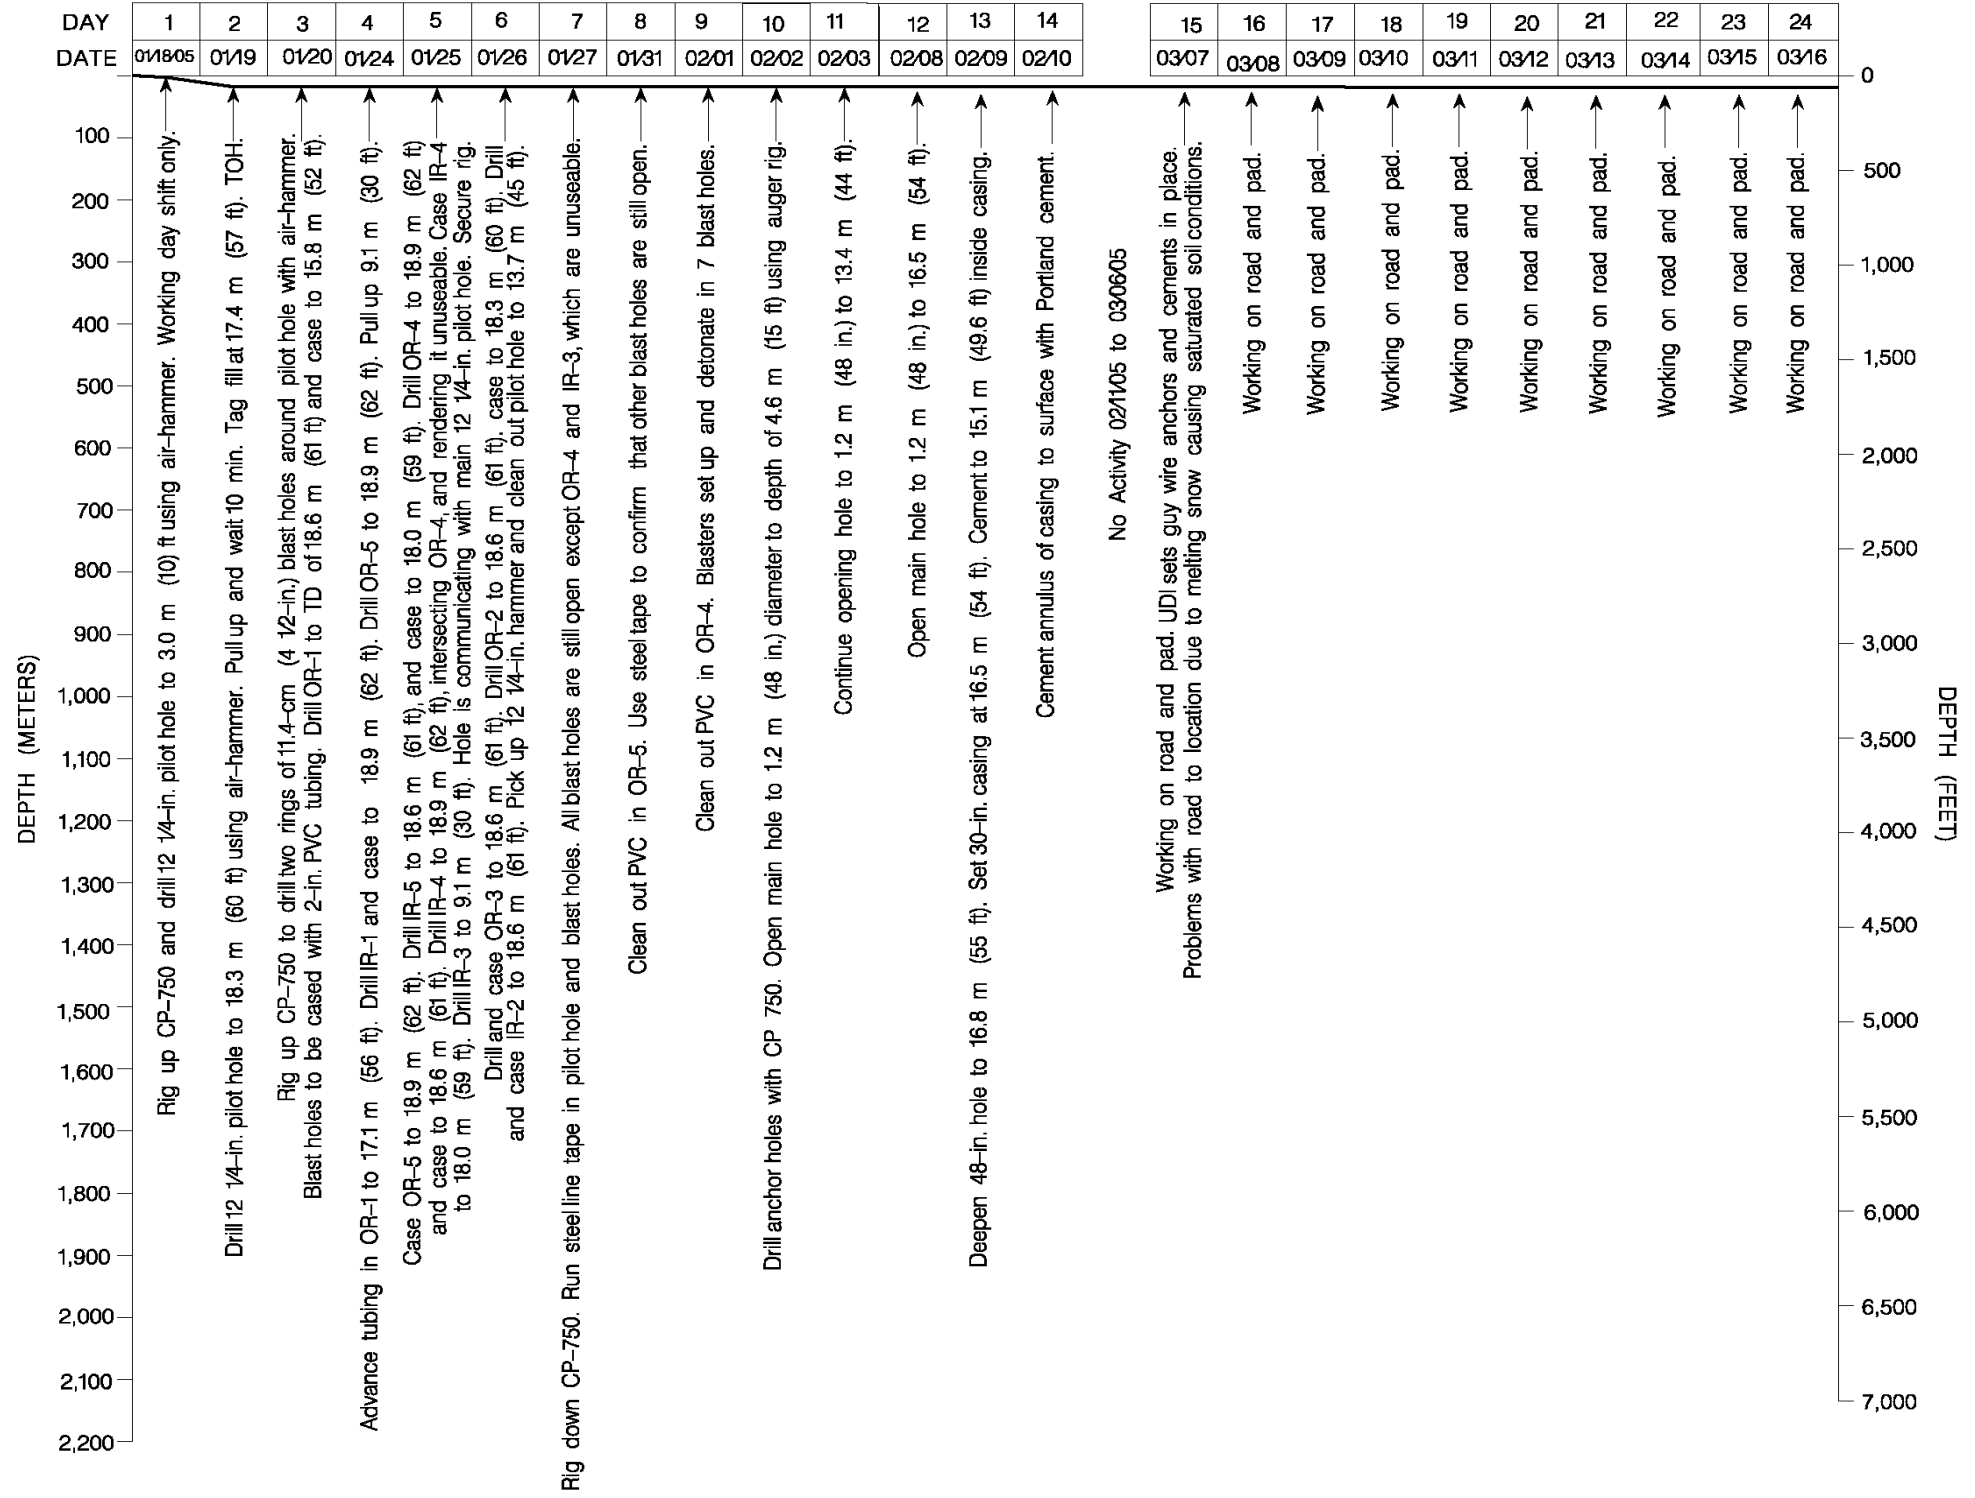 DAY 1 2 3 4 5 6 7 8 9 10 11 12 13 14 15 16 17 18 19 20 21 22 23 24
DATE 01/18/05 01/19 01/20 01/24 01/25 01/26 01/27 01/31 02/01 02/02 02/03 02/08 02/09 02/10 03/07 03/08 03/09 03/10 03/11 03/12 03/13 03/14 03/15 03/16
DEPTH (METERS)
100
200
300
400
500
600
700
800
900
1,000
1,100
1,200
1,300
1,400
1,500
1,600
1,700
1,800
1,900
2,000
2,100
2,200
Rig up CP–750 and drill 12 1/4–in. pilot hole to 3.0 m (10) ft using air–hammer. Working day shift only.
Drill 12 1/4–in. pilot hole to 18.3 m (60 ft) using air–hammer. Pull up and wait 10 min. Tag fill at 17.4 m (57 ft). TOH.
Rig up CP–750 to drill two rings of 11.4–cm (4 1/2–in.) blast holes around pilot hole with air–hammer.
Blast holes to be cased with 2–in. PVC tubing. Drill OR–1 to TD of 18.6 m (61 ft) and case to 15.8 m (52 ft).
Advance tubing in OR–1 to 17.1 m (56 ft). Drill IR–1 and case to 18.9 m (62 ft). Drill OR–5 to 18.9 m (62 ft). Pull up 9.1 m (30 ft).
Case OR–5 to 18.9 m (62 ft). Drill IR–5 to 18.6 m (61 ft), and case to 18.0 m (59 ft). Drill OR–4 to 18.9 m (62 ft)
and case to 18.6 m (61 ft). Drill IR–4 to 18.9 m (62 ft), intersecting OR–4, and rendering it unuseable. Case IR–4
to 18.0 m (59 ft). Drill IR–3 to 9.1 m (30 ft). Hole is communicating with main 12 1/4–in. pilot hole. Secure rig.
Drill and case OR–3 to 18.6 m (61 ft). Drill OR–2 to 18.6 m (61 ft), case to 18.3 m (60 ft). Drill
and case IR–2 to 18.6 m (61 ft). Pick up 12 1/4–in. hammer and clean out pilot hole to 13.7 m (45 ft).
Rig down CP–750. Run steel line tape in pilot hole and blast holes. All blast holes are still open except OR–4 and IR–3, which are unuseable.
Clean out PVC in OR–5. Use steel tape to confirm that other blast holes are still open.
Clean out PVC in OR–4. Blasters set up and detonate in 7 blast holes.
Drill anchor holes with CP 750. Open main hole to 1.2 m (48 in.) diameter to depth of 4.6 m (15 ft) using auger rig.
Continue opening hole to 1.2 m (48 in.) to 13.4 m (44 ft).
Open main hole to 1.2 m (48 in.) to 16.5 m (54 ft).
Deepen 48–in. hole to 16.8 m (55 ft). Set 30–in. casing at 16.5 m (54 ft). Cement to 15.1 m (49.6 ft) inside casing.
Cement annulus of casing to surface with Portland cement.
No Activity 02/11/05 to 03/06/05
Working on road and pad. UDI sets guy wire anchors and cements in place.
Problems with road to location due to melting snow causing saturated soil conditions.
Working on road and pad.
Working on road and pad.
Working on road and pad.
Working on road and pad.
Working on road and pad.
Working on road and pad.
Working on road and pad.
Working on road and pad.
Working on road and pad.
0
500
1,000
1,500
2,000
2,500
3,000
3,500
4,000
4,500
5,000
5,500
6,000
6,500
7,000
DEPTH (FEET)